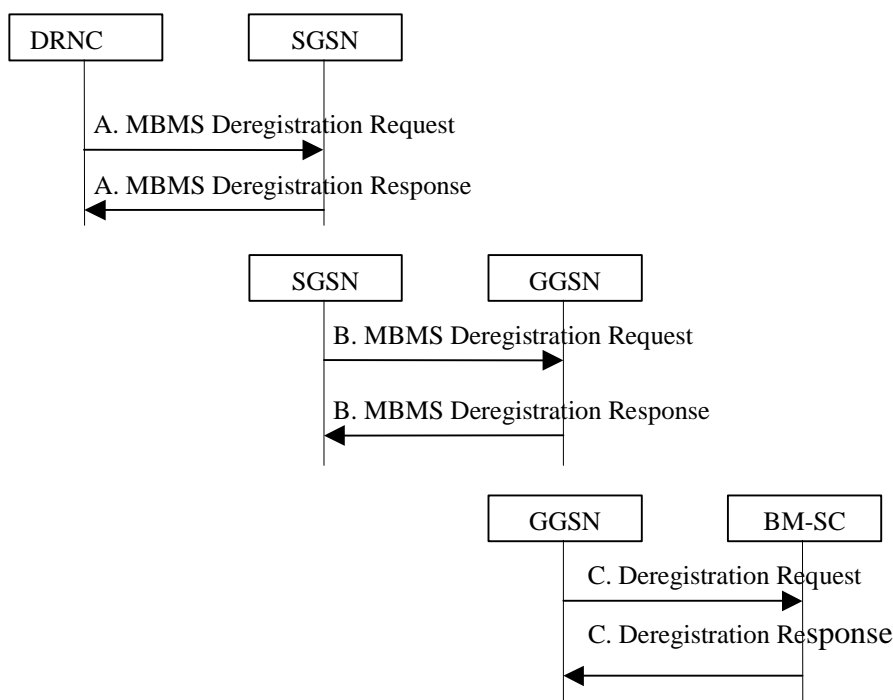 DRNC SGSN
A. MBMS Deregistration Request
A. MBMS Deregistration Response
SGSN GGSN
B. MBMS Deregistration Request
B. MBMS Deregistration Response
GGSN BM-SC
C. Deregistration Request
C. Deregistration Response